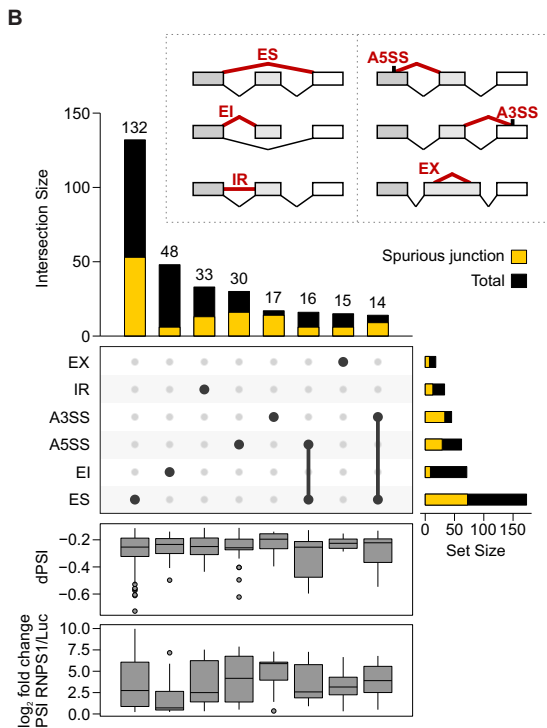 B
ES
A5SS
EI
A3SS
IR
EX
Spurious junction
Total
Intersection Size
150
100
50
0
132
48
33
30
17
16
15
14
EX
IR
A3SS
A5SS
EI
ES
0
50
100
150
Set Size
dPSI
−0.2
−0.4
−0.6
log2 fold change
PSI RNPS1/Luc
10.0
7.5
5.0
2.5
0.0